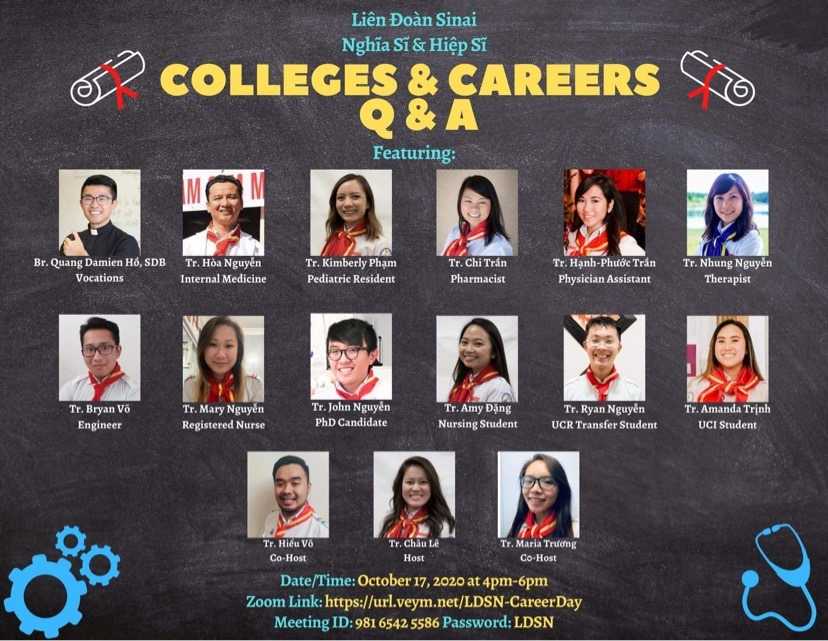 Liên Đoàn Sinai
Nghĩa Sĩ & Hiệp Sĩ
COLLEGES & CAREERS
Q & A
Featuring:
Br. Quang Damien Hồ, SDB
Vocations
Tr. Hòa Nguyễn
Internal Medicine
Tr. Kimberly Phạm
Pediatric Resident
Tr. Chi Trần
Pharmacist
Tr. Hạnh-Phước Trần
Physician Assistant
Tr. Nhung Nguyễn
Therapist
Tr. Bryan Võ
Engineer
Tr. Mary Nguyễn
Registered Nurse
Tr. John Nguyễn
PhD Candidate
Tr. Amy Đặng
Nursing Student
Tr. Ryan Nguyễn
UCR Transfer Student
Tr. Amanda Trịnh
UCI Student
Tr. Hiếu Võ
Co-Host
Tr. Châu Lê
Host
Tr. Maria Trương
Co-Host
Date/Time: October 17, 2020 at 4pm-6pm
Zoom Link: https://url.veym.net/LDSN-CareerDay
Meeting ID: 981 6542 5586 Password: LDSN